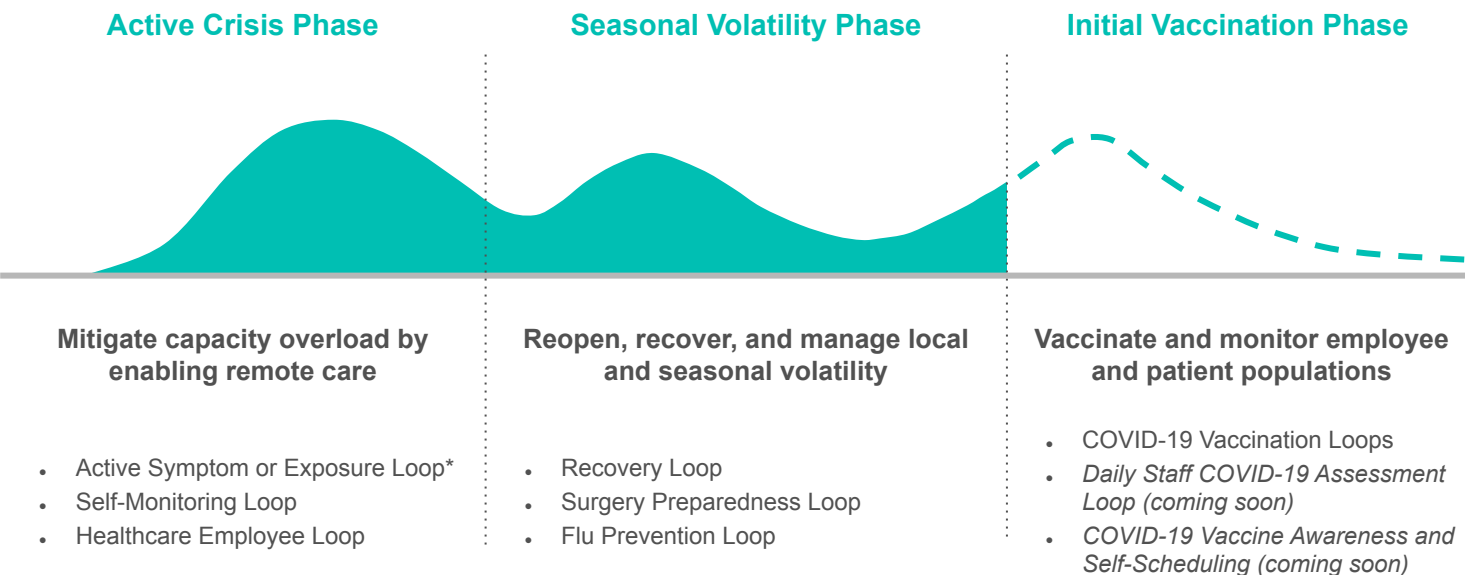 Active Crisis Phase
Seasonal Volatility Phase
Initial Vaccination Phase
Mitigate capacity overload by
enabling remote care
Reopen, recover, and manage local
and seasonal volatility
Vaccinate and monitor employee
and patient populations
• Active Symptom or Exposure Loop*
• Self-Monitoring Loop
• Healthcare Employee Loop
• Recovery Loop
• Surgery Preparedness Loop
• Flu Prevention Loop
• COVID-19 Vaccination Loops
• Daily Staff COVID-19 Assessment
Loop (coming soon)
• COVID-19 Vaccine Awareness and
Self-Scheduling (coming soon)